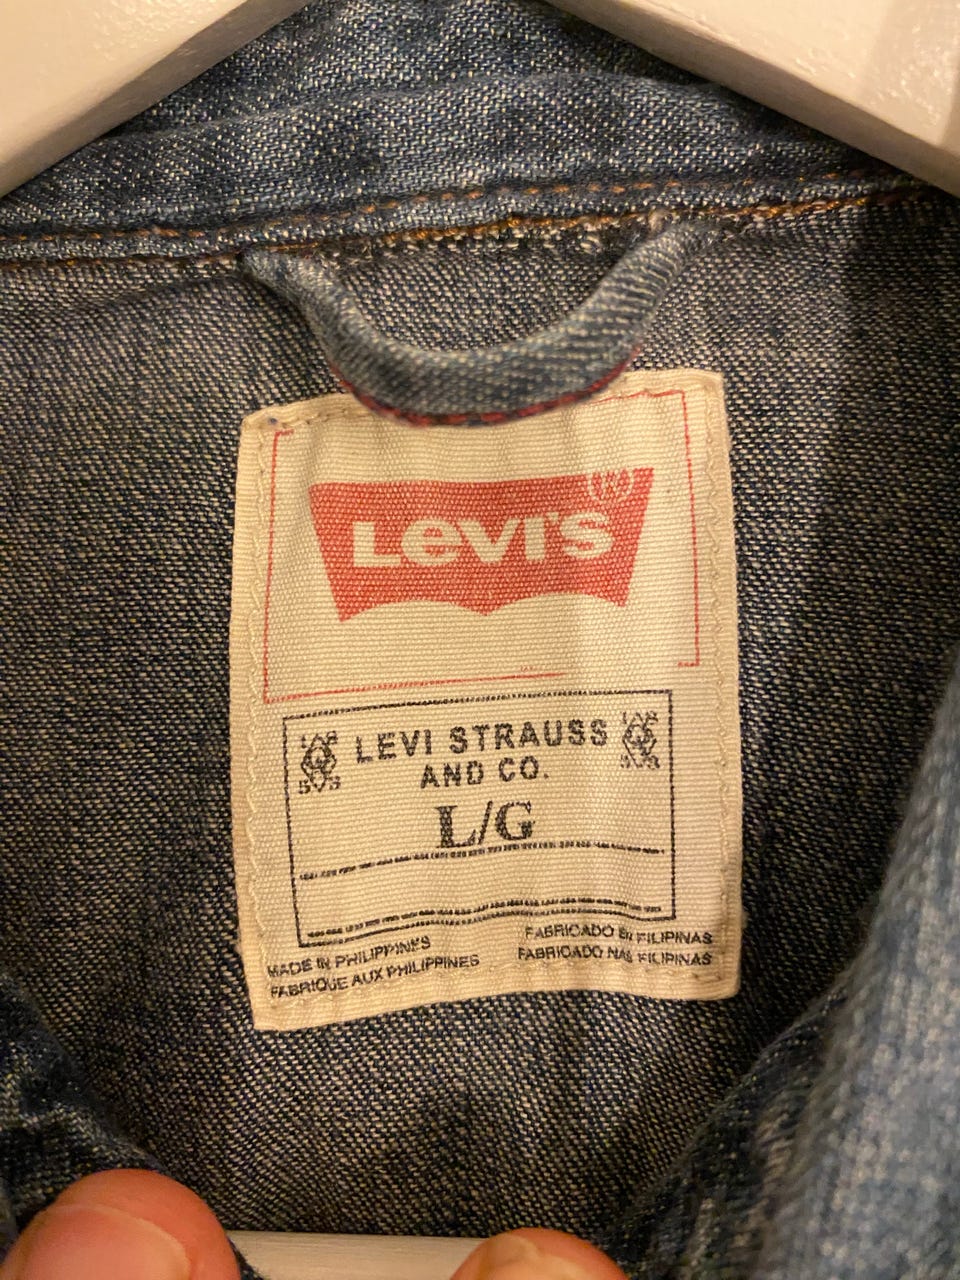 Levi's
LEVI STRAUSS
AND CO.
L/G
MADE IN PHILIPPINES
FABRIQUE AUX PHILIPPINES
FABRICADO EN FILIPINAS
FABRICADO NAS FILIPINAS